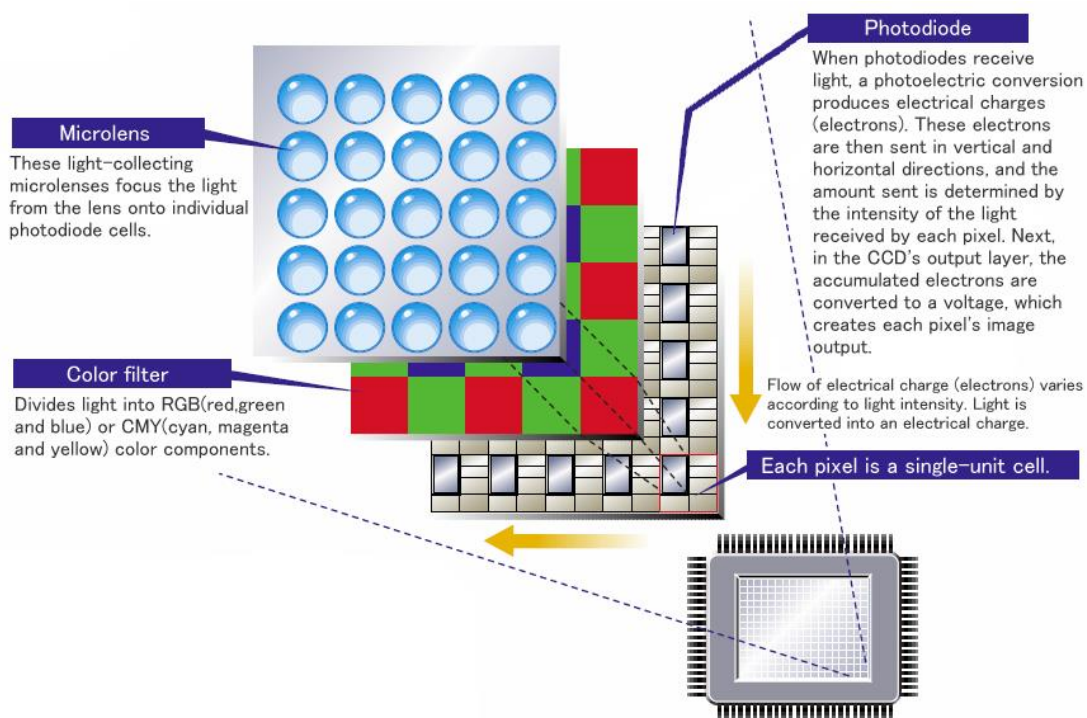 Photodiode
When photodiodes receive
light, a photoelectric conversion
produces electrical charges
(electrons). These electrons
are then sent in vertical and
horizontal directions, and the
amount sent is determined by
the intensity of the light
received by each pixel. Next,
in the CCD's output layer, the
accumulated electrons are
converted to a voltage, which
creates each pixel's image
output.
Microlens
These light-collecting
microlenses focus the light
from the lens onto individual
photodiode cells.
Color filter
Divides light into RGB(red,green
and blue) or CMY(cyan, magenta
and yellow) color components.
Flow of electrical charge (electrons) varies
according to light intensity. Light is
converted into an electrical charge.
Each pixel is a single-unit cell.